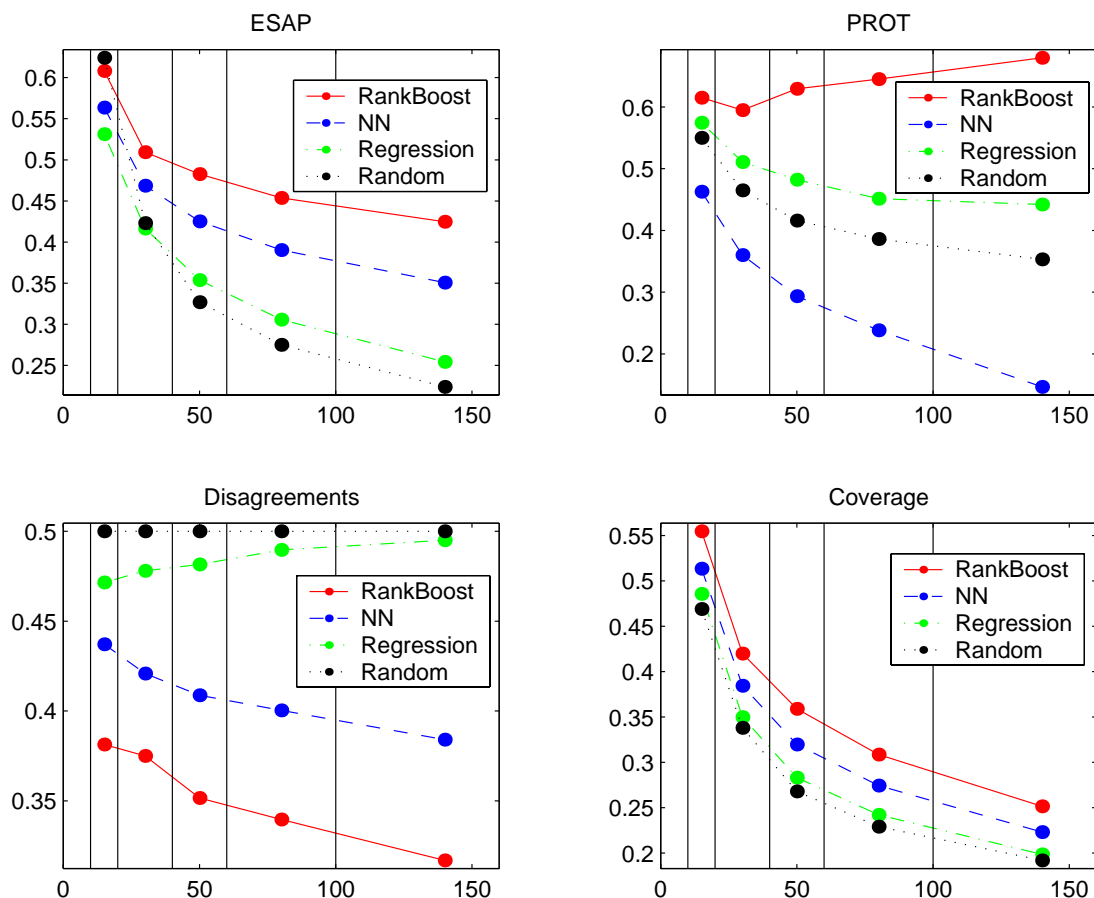 ESAP
0.6
0.55
0.5
0.45
0.4
0.35
0.3
0.25
0 50 100 150
RankBoost
NN
Regression
Random
PROT
0.6
0.5
0.4
0.3
0.2
0 50 100 150
RankBoost
NN
Regression
Random
Disagreements
0.5
0.45
0.4
0.35
0 50 100 150
RankBoost
NN
Regression
Random
Coverage
0.55
0.5
0.45
0.4
0.35
0.3
0.25
0.2
0 50 100 150
RankBoost
NN
Regression
Random